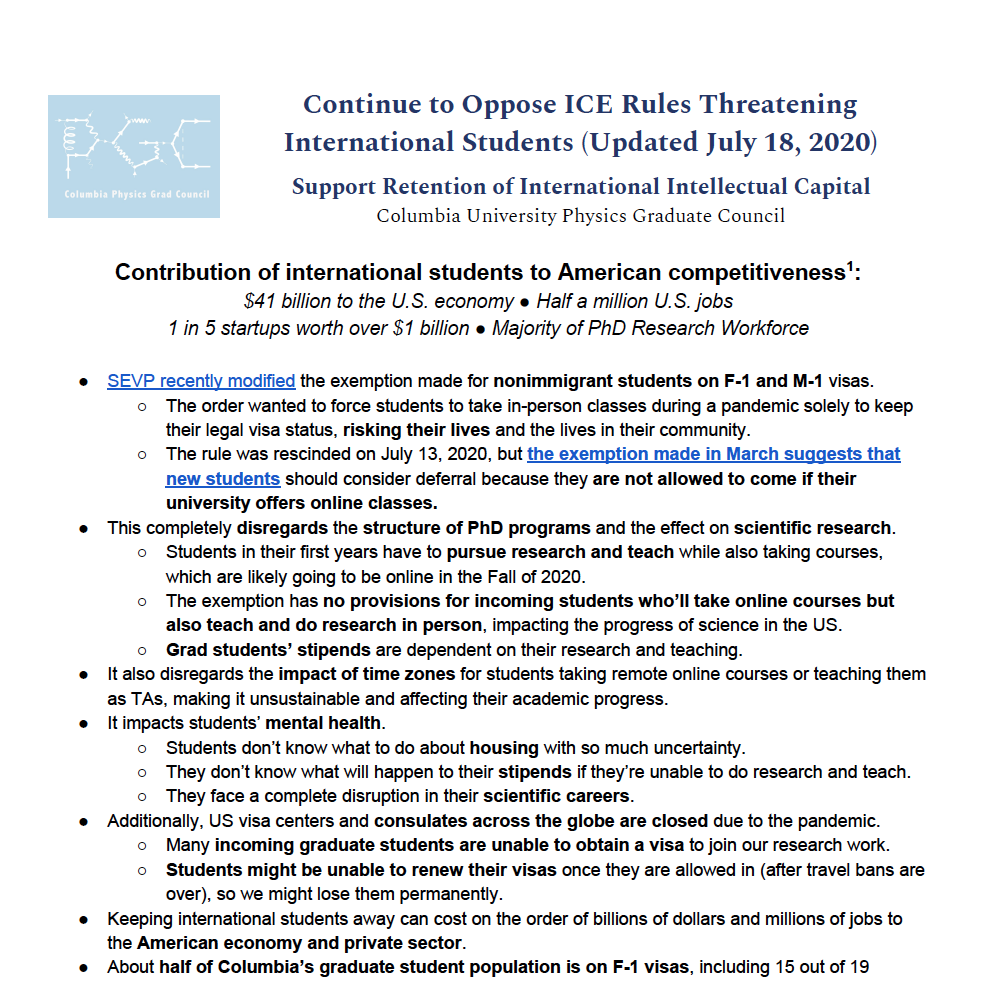 Continue to Oppose ICE Rules Threatening
International Students (Updated July 18, 2020)
Support Retention of International Intellectual Capital
Columbia University Physics Graduate Council
Columbia Physics Grad Council
Contribution of international students to American competitiveness¹:
$41 billion to the U.S. economy ● Half a million U.S. jobs
1 in 5 startups worth over $1 billion ● Majority of PhD Research Workforce
● SEVP recently modified the exemption made for nonimmigrant students on F-1 and M-1 visas.
○ The order wanted to force students to take in-person classes during a pandemic solely to keep
their legal visa status, risking their lives and the lives in their community.
○ The rule was rescinded on July 13, 2020, but the exemption made in March suggests that
new students should consider deferral because they are not allowed to come if their
university offers online classes.
● This completely disregards the structure of PhD programs and the effect on scientific research.
○ Students in their first years have to pursue research and teach while also taking courses,
which are likely going to be online in the Fall of 2020.
○ The exemption has no provisions for incoming students who'll take online courses but
also teach and do research in person, impacting the progress of science in the US.
○ Grad students' stipends are dependent on their research and teaching.
● It also disregards the impact of time zones for students taking remote online courses or teaching them
as TAs, making it unsustainable and affecting their academic progress.
● It impacts students' mental health.
○ Students don't know what to do about housing with so much uncertainty.
○ They don't know what will happen to their stipends if they're unable to do research and teach.
○ They face a complete disruption in their scientific careers.
● Additionally, US visa centers and consulates across the globe are closed due to the pandemic.
○ Many incoming graduate students are unable to obtain a visa to join our research work.
○ Students might be unable to renew their visas once they are allowed in (after travel bans are
over), so we might lose them permanently.
● Keeping international students away can cost on the order of billions of dollars and millions of jobs to
the American economy and private sector.
● About half of Columbia's graduate student population is on F-1 visas, including 15 out of 19